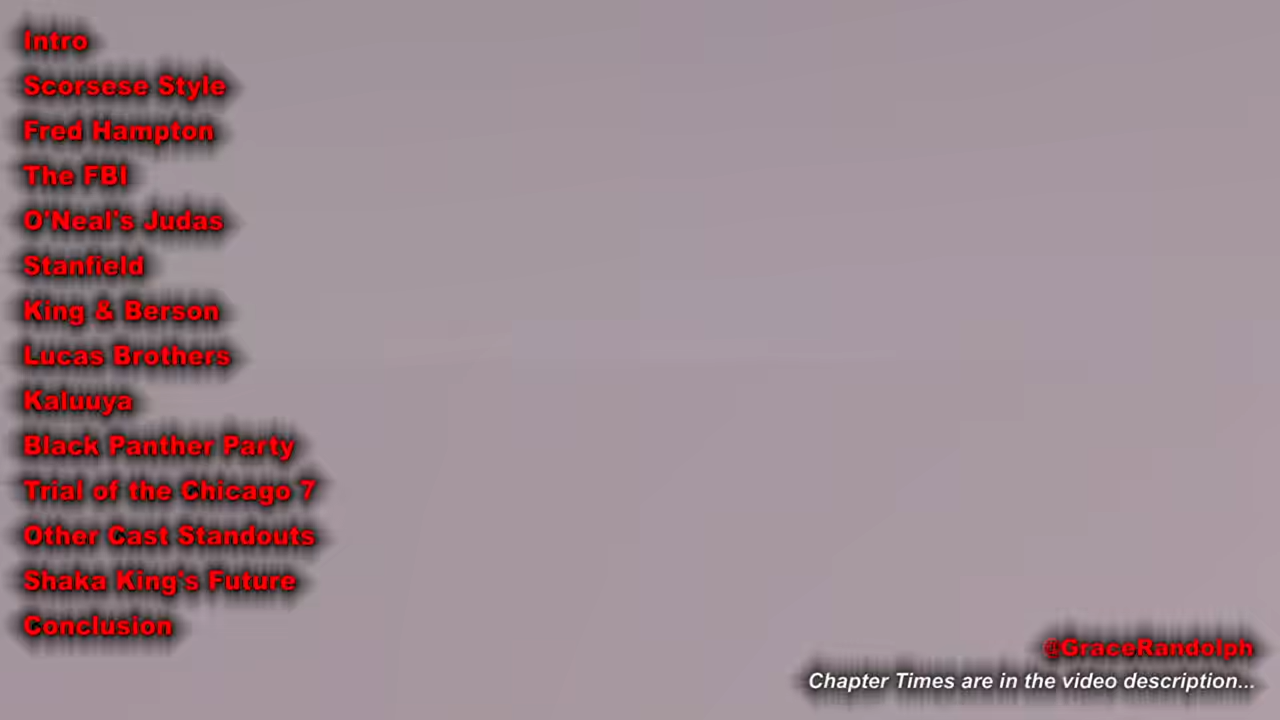 Intro
Scorsese Style
Fred Hampton
The FBI
O'Neal's Judas
Stanfield
King & Berson
Lucas Brothers
Kaluuya
Black Panther Party
Trial of the Chicago 7
Other Cast Standouts
Shaka King's Future
Conclusion
@GraceRandolph
Chapter Times are in the video description...